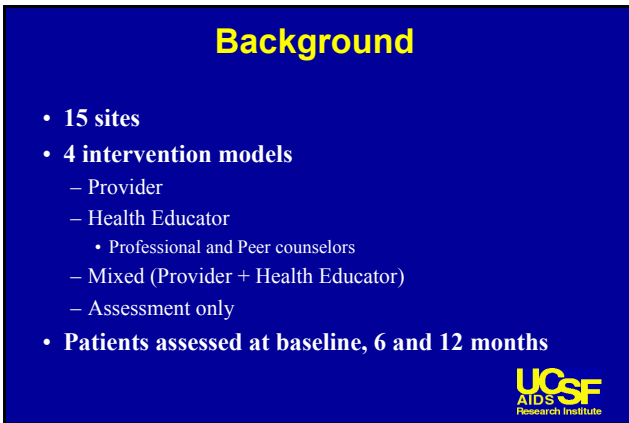 Background
• 15 sites
• 4 intervention models
– Provider
– Health Educator
• Professional and Peer counselors
– Mixed (Provider + Health Educator)
– Assessment only
• Patients assessed at baseline, 6 and 12 months
UCSF
AIDS
Research Institute